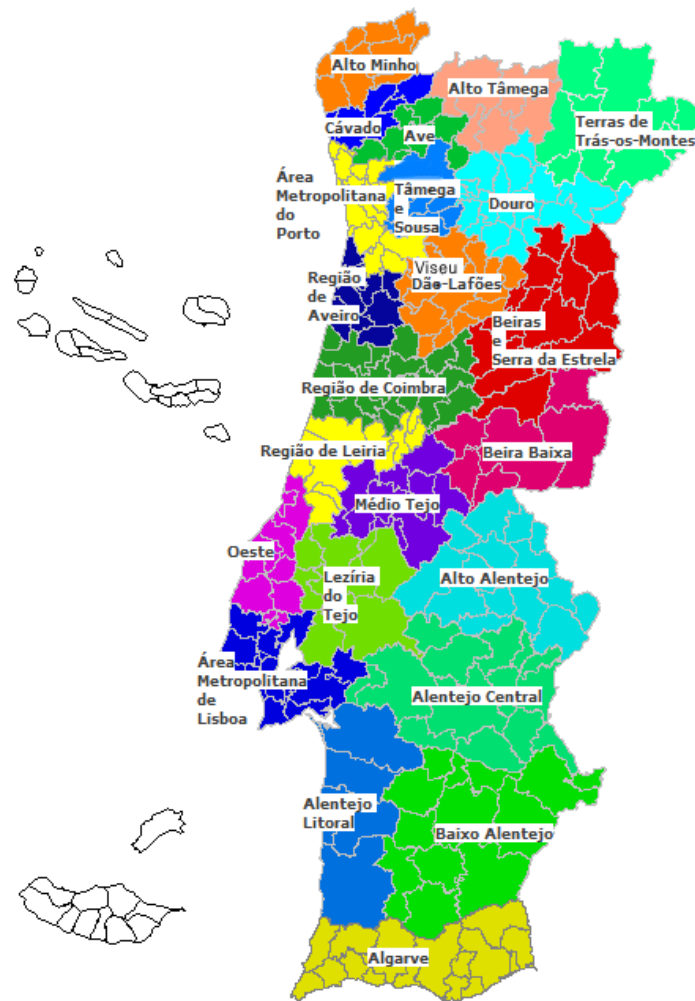 Alto Minho
Alto Tâmega
Terras de
Trás-os-Montes
Cávado
Ave
Área
Metropolitana
do
Porto
Tâmega
e
Sousa
Douro
Região
de
Aveiro
Viseu
Dão-Lafões
Beiras
e
Serra da Estrela
Região de Coimbra
Região de Leiria
Beira Baixa
Médio Tejo
Oeste
Lezíria
do
Tejo
Alto Alentejo
Área
Metropolitana
de
Lisboa
Alentejo Central
Alentejo
Litoral
Baixo Alentejo
Algarve